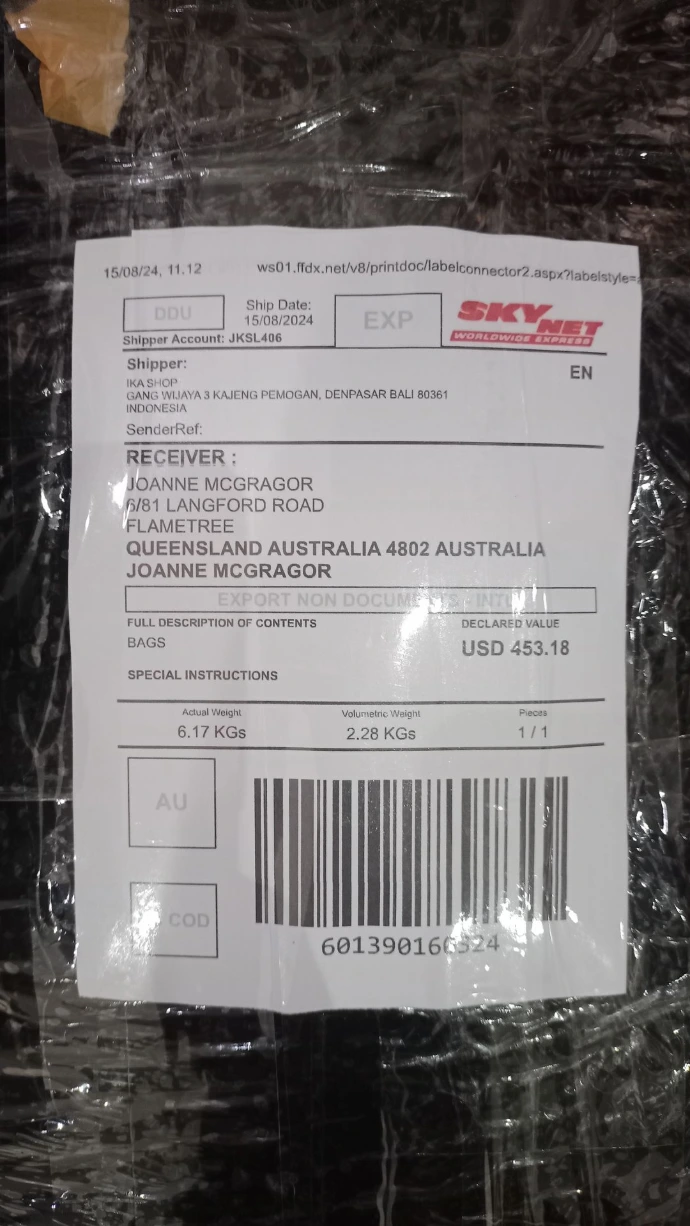 15/08/24, 11.12 ws01.ffdx.net/v8/printdoc/labelconnector2.aspx?labelstyle=
DDU
Ship Date:
15/08/2024
EXP
SKY NET
WORLDWIDE EXPRESS
Shipper Account: JKSL406
Shipper:
EN
IKA SHOP
GANG WIJAYA 3 KAJENG PEMOGAN, DENPASAR BALI 80361
INDONESIA
SenderRef:
RECEIVER :
JOANNE MCGRAGOR
6/81 LANGFORD ROAD
FLAMETREE
QUEENSLAND AUSTRALIA 4802 AUSTRALIA
JOANNE MCGRAGOR
EXPORT NON
FULL DESCRIPTION OF CONTENTS DECLARED VALUE
BAGS USD 453.18
SPECIAL INSTRUCTIONS
Actual Weight Volumetric Weight Pieces
6.17 KGs 2.28 KGs 1 / 1
AU
COD